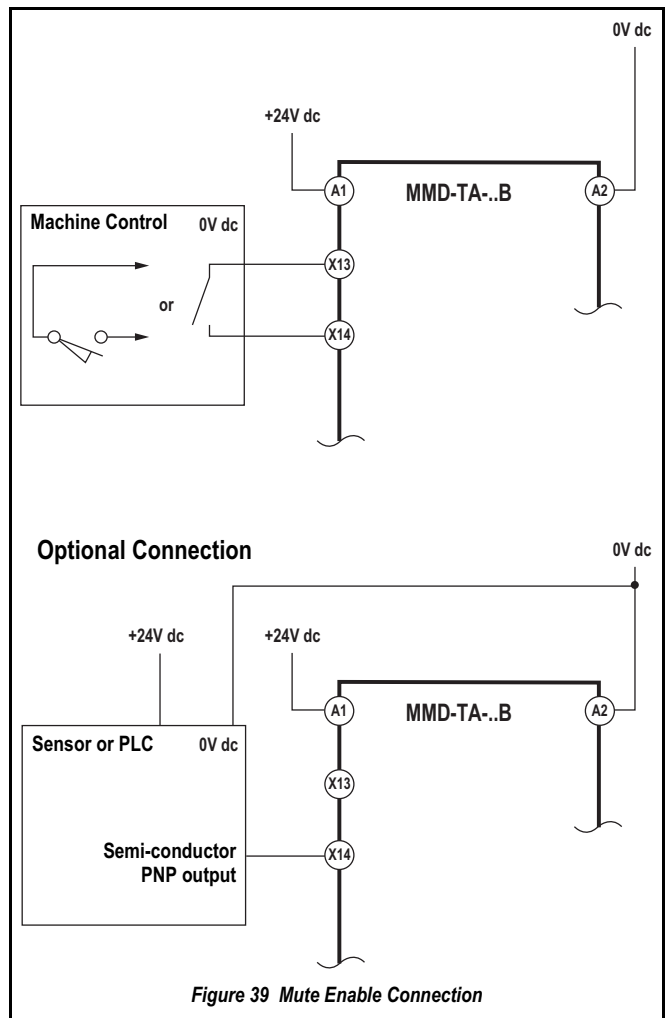 0V dc
+24V dc
A1
MMD-TA-..B
A2
Machine Control
0V dc
X13
or
X14
Optional Connection
0V dc
+24V dc
+24V dc
A1
MMD-TA-..B
A2
Sensor or PLC
0V dc
X13
Semi-conductor
PNP output
X14
Figure 39 Mute Enable Connection